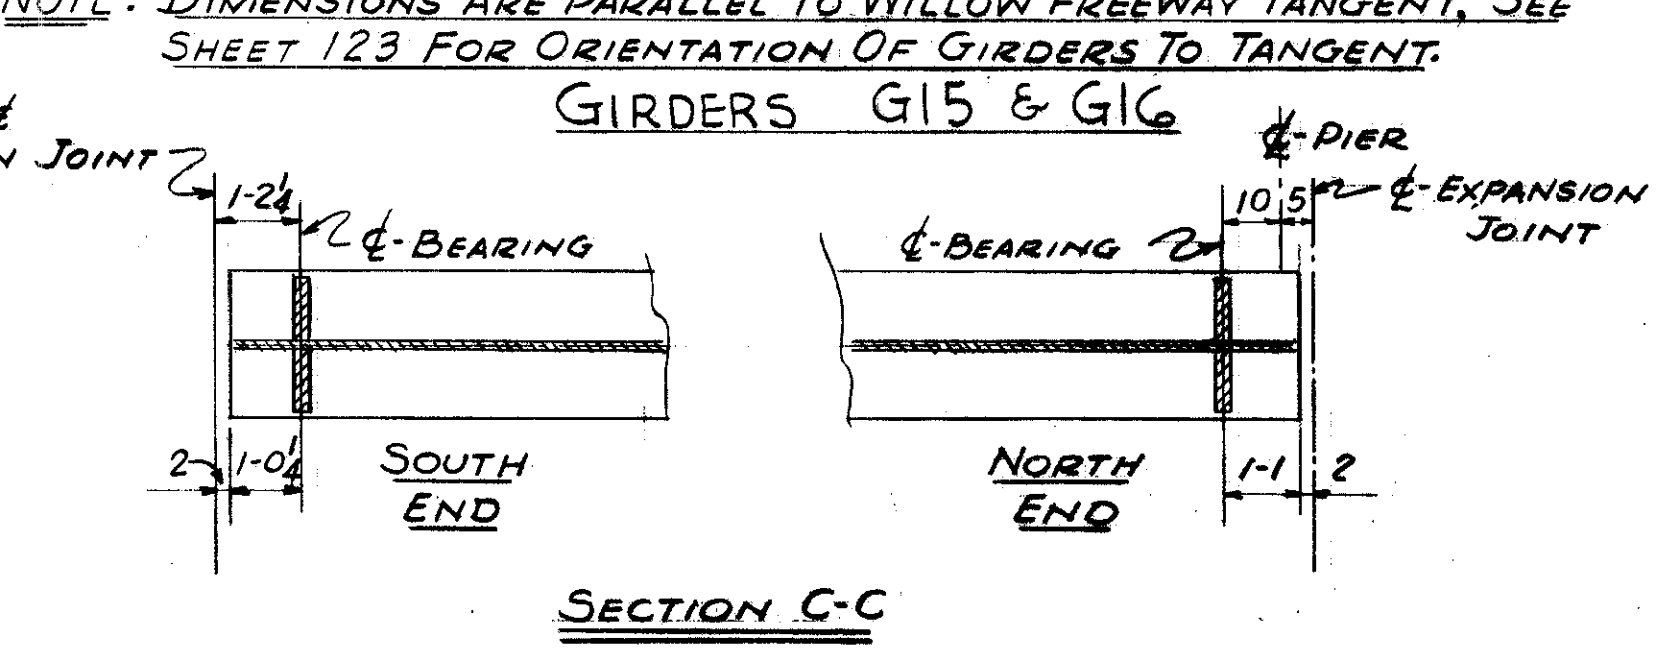 NOTE: DIMENSIONS ARE PARALLEL TO WILLOW FREEWAY TANGENT, SEE
SHEET 123 FOR ORIENTATION OF GIRDERS TO TANGENT.
GIRDERS G15 & G16
℄
N JOINT
1-2¼
℄-BEARING
℄-BEARING
10
5
℄-PIER
℄-EXPANSION
JOINT
2
1-0¼
SOUTH
END
NORTH
END
1-1
2
SECTION C-C